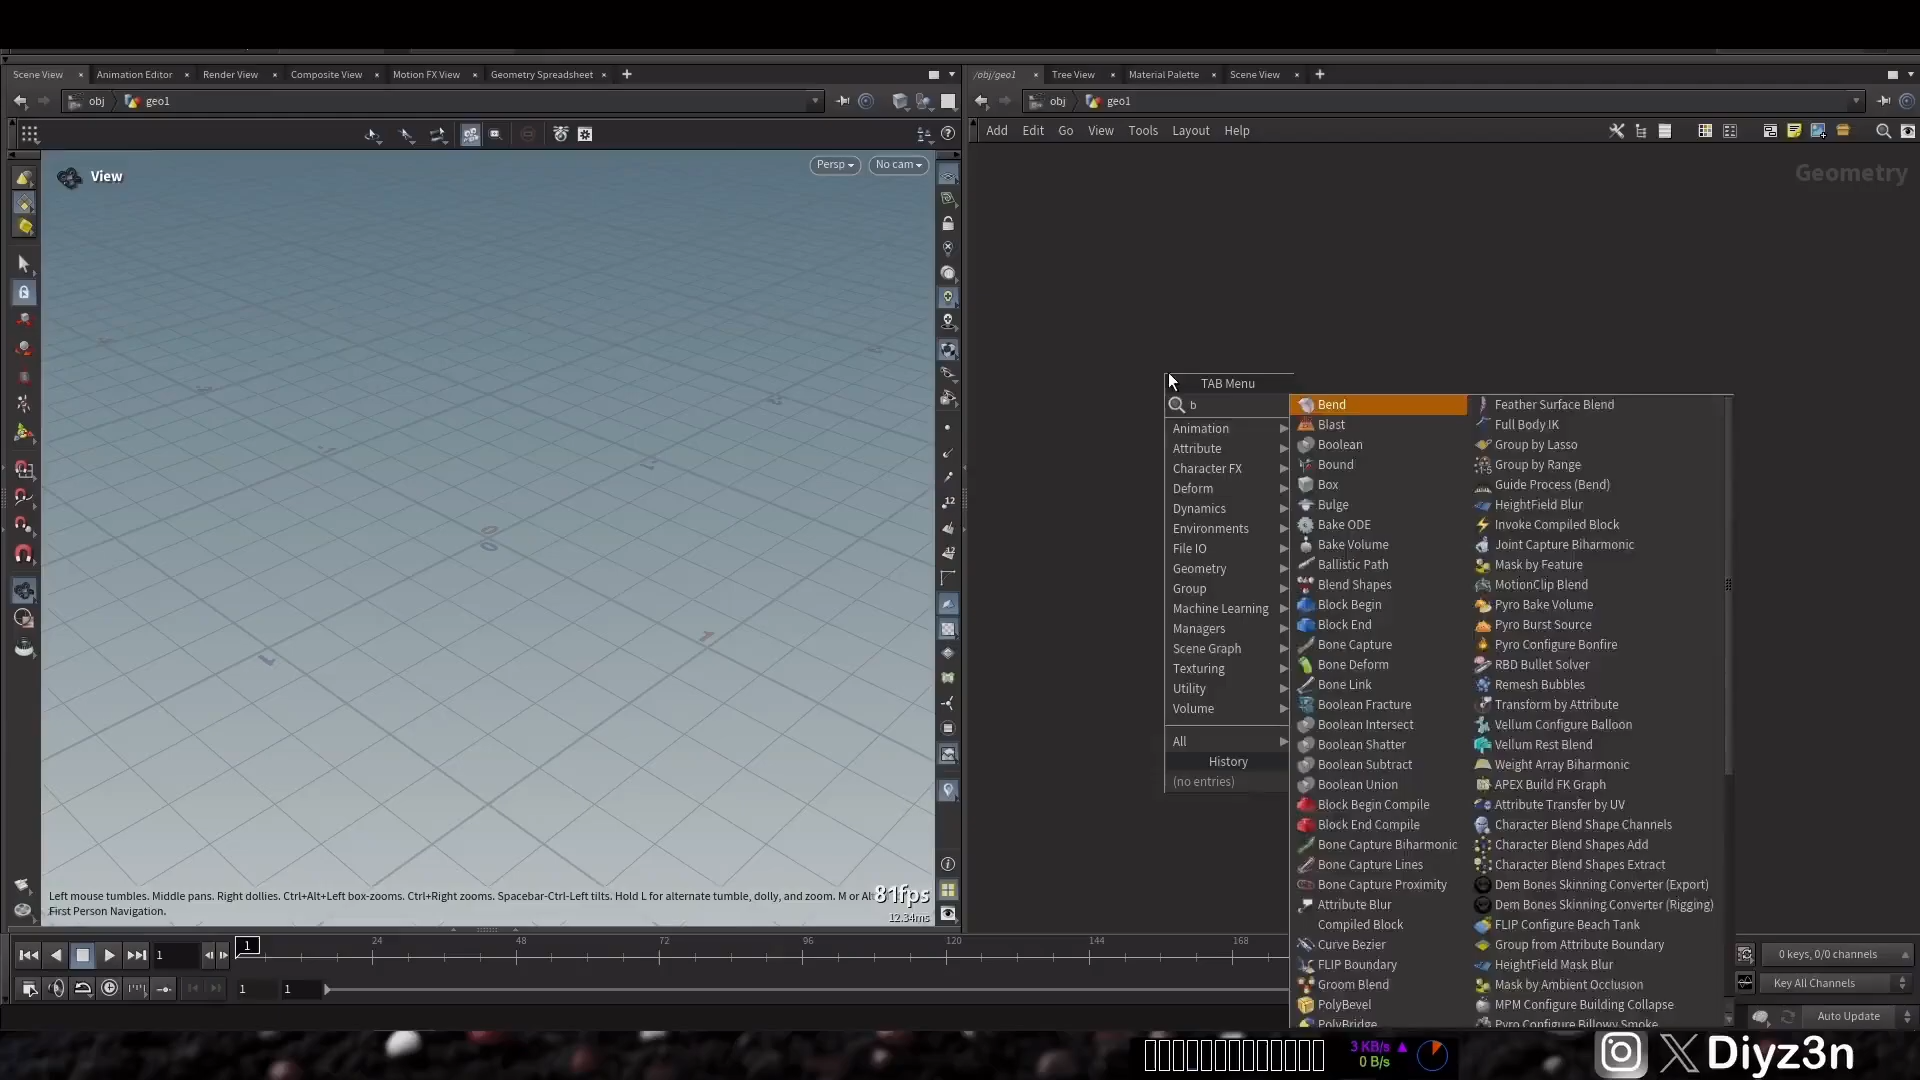 Scene View
Animation Editor
Render View
Composite View
Motion FX View
Geometry Spreadsheet
/obj/geo1
Tree View
Material Palette
Scene View
obj
geo1
obj
geo1
Add
Edit
Go
View
Tools
Layout
Help
View
Persp
No cam
Geometry
TAB Menu
b
Animation
Attribute
Character FX
Deform
Dynamics
Environments
File IO
Geometry
Group
Machine Learning
Managers
Scene Graph
Texturing
Utility
Volume
All
History
(no entries)
Bend
Blast
Boolean
Bound
Box
Bulge
Bake ODE
Bake Volume
Ballistic Path
Blend Shapes
Block Begin
Block End
Bone Capture
Bone Deform
Bone Link
Boolean Fracture
Boolean Intersect
Boolean Shatter
Boolean Subtract
Boolean Union
Block Begin Compile
Block End Compile
Bone Capture Biharmonic
Bone Capture Lines
Bone Capture Proximity
Attribute Blur
Compiled Block
Curve Bezier
FLIP Boundary
Groom Blend
PolyBevel
PolyBridge
Feather Surface Blend
Full Body IK
Group by Lasso
Group by Range
Guide Process (Bend)
HeightField Blur
Invoke Compiled Block
Joint Capture Biharmonic
Mask by Feature
MotionClip Blend
Pyro Bake Volume
Pyro Burst Source
Pyro Configure Bonfire
RBD Bullet Solver
Remesh Bubbles
Transform by Attribute
Vellum Configure Balloon
Vellum Rest Blend
Weight Array Biharmonic
APEX Build FK Graph
Attribute Transfer by UV
Character Blend Shape Channels
Character Blend Shapes Add
Character Blend Shapes Extract
Dem Bones Skinning Converter (Export)
Dem Bones Skinning Converter (Rigging)
FLIP Configure Beach Tank
Group from Attribute Boundary
HeightField Mask Blur
Mask by Ambient Occlusion
MPM Configure Building Collapse
Pyro Configure Billowy Smoke
Left mouse tumbles. Middle pans. Right dollies. Ctrl+Alt+Left box-zooms. Ctrl+Right zooms. Spacebar-Ctrl-Left tilts. Hold L for alternate tumble, dolly, and zoom. M or Al
First Person Navigation.
81fps
12.34ms
1
1
24
48
72
96
120
144
168
1
1
0 keys, 0/0 channels
Key All Channels
Auto Update
3 KB/s
0 B/s
Diyz3n